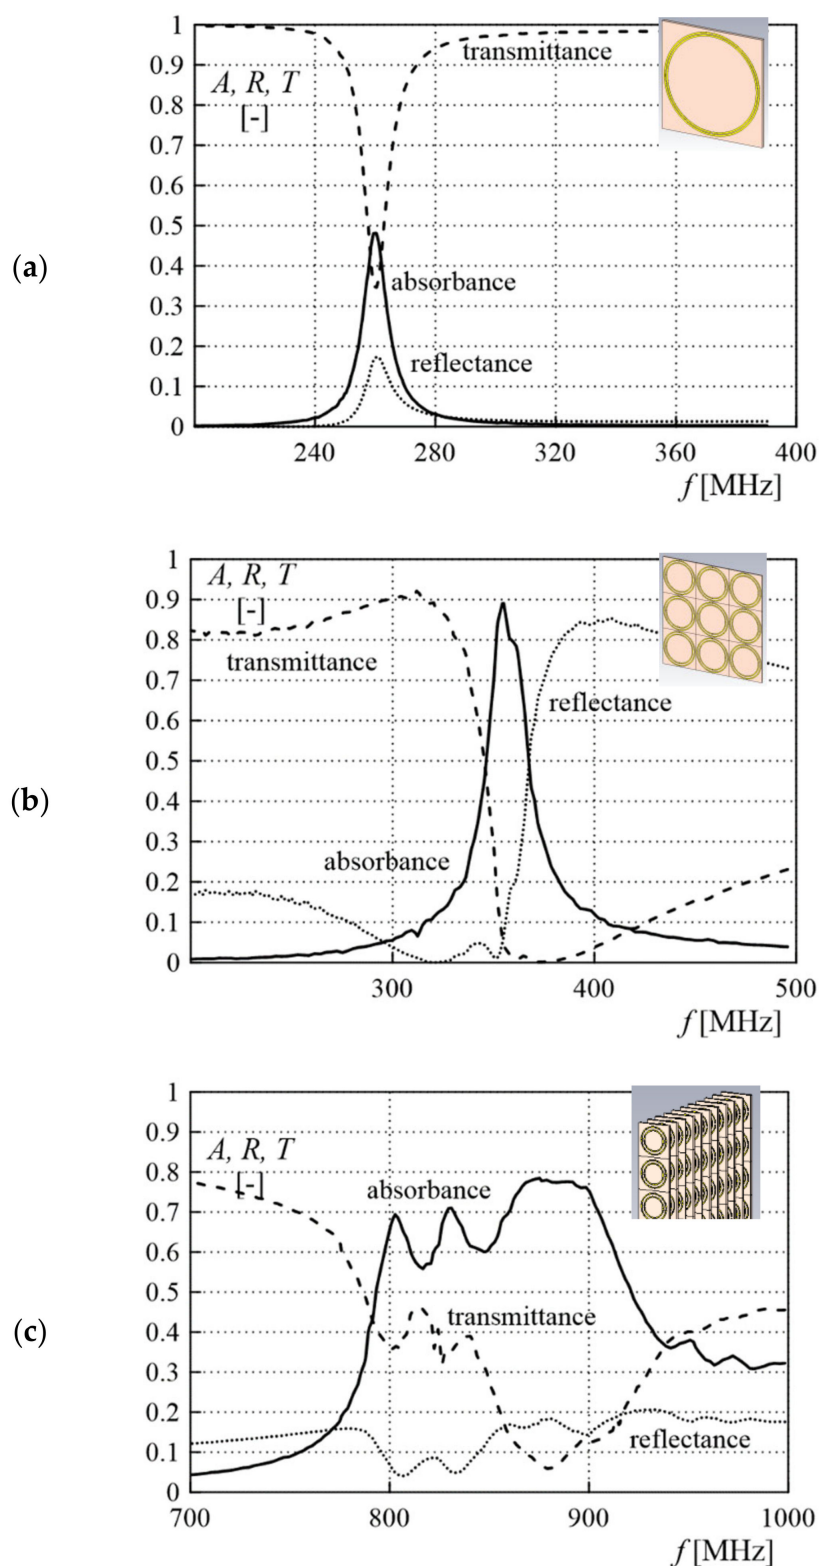 1
0.9
0.8
0.7
0.6
0.5
0.4
0.3
0.2
0.1
0
A, R, T
[-]
transmittance
absorbance
reflectance
(a)
240 280 320 360 400
f [MHz]
1
0.9
0.8
0.7
0.6
0.5
0.4
0.3
0.2
0.1
0
A, R, T
[-]
transmittance
reflectance
absorbance
(b)
300 400 500
f [MHz]
1
0.9
0.8
0.7
0.6
0.5
0.4
0.3
0.2
0.1
0
A, R, T
[-]
absorbance
transmittance
reflectance
(c)
700 800 900 1000
f [MHz]